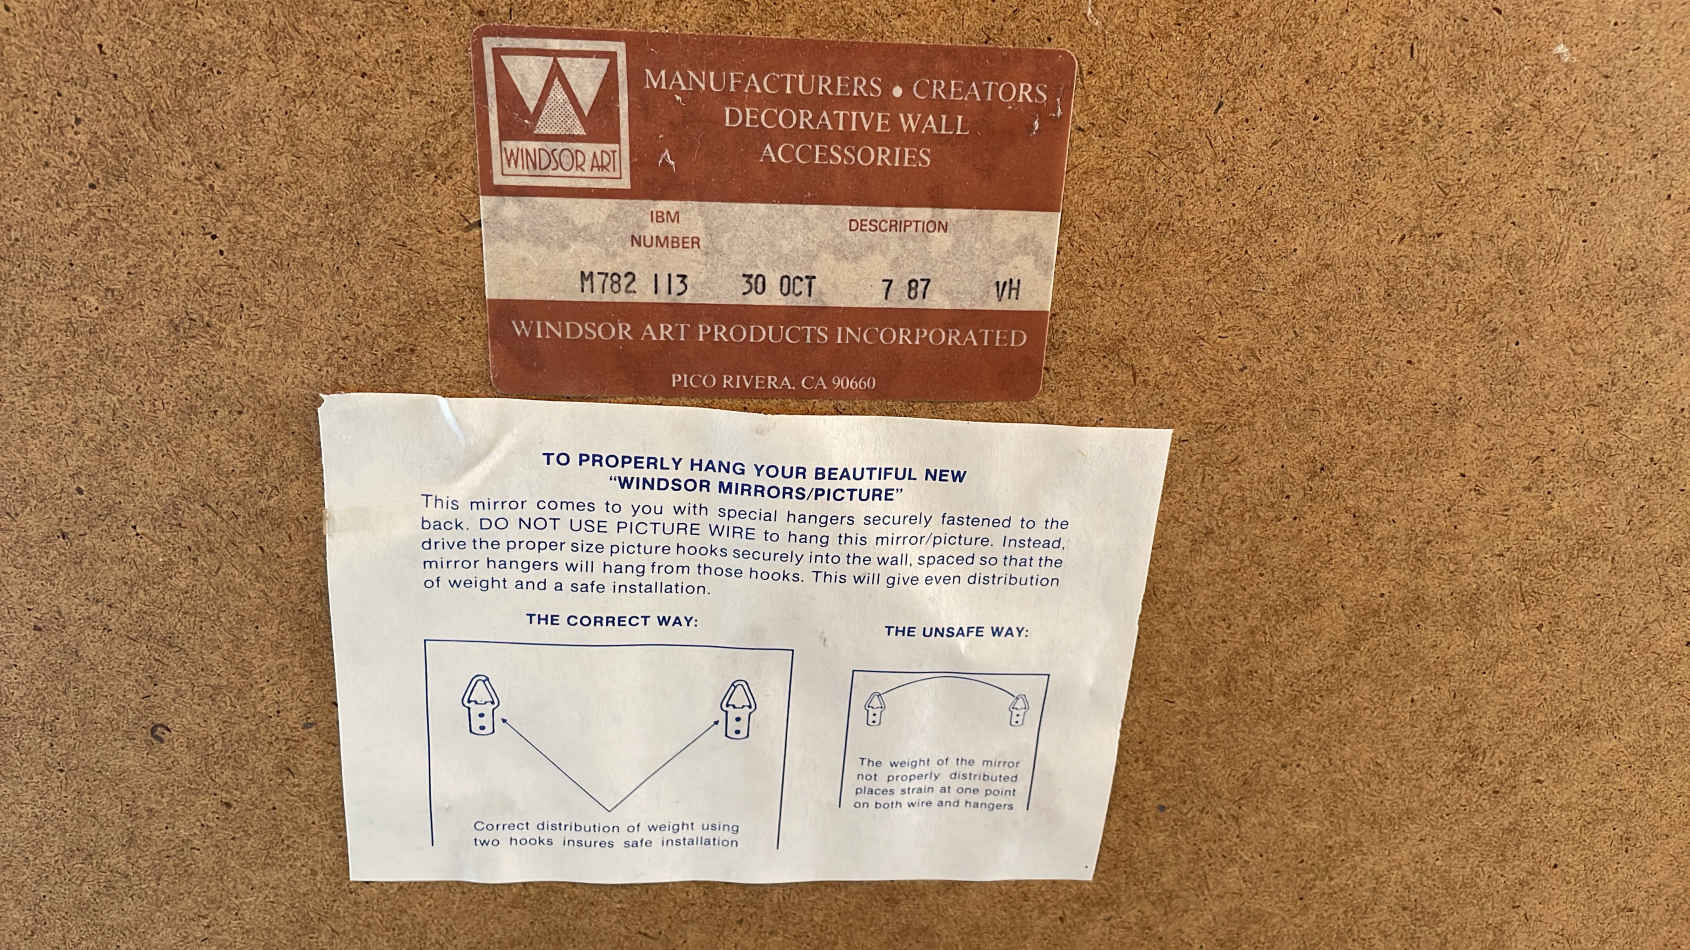 WINDSOR ART
MANUFACTURERS • CREATORS
DECORATIVE WALL
ACCESSORIES
IBM
NUMBER
DESCRIPTION
M782 113 30 OCT 7 87 VH
WINDSOR ART PRODUCTS INCORPORATED
PICO RIVERA, CA 90660
TO PROPERLY HANG YOUR BEAUTIFUL NEW
“WINDSOR MIRRORS/PICTURE”
This mirror comes to you with special hangers securely fastened to the
back. DO NOT USE PICTURE WIRE to hang this mirror/picture. Instead,
drive the proper size picture hooks securely into the wall, spaced so that the
mirror hangers will hang from those hooks. This will give even distribution
of weight and a safe installation.
THE CORRECT WAY:
Correct distribution of weight using
two hooks insures safe installation
THE UNSAFE WAY:
The weight of the mirror
not properly distributed
places strain at one point
on both wire and hangers